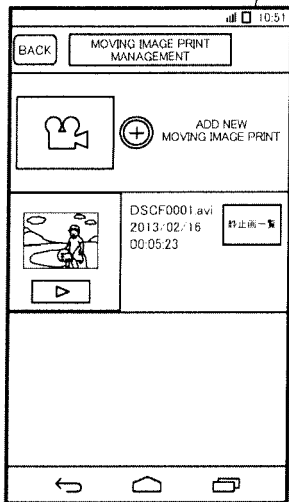 10:51
BACK
MOVING IMAGE PRINT
MANAGEMENT
ADD NEW
MOVING IMAGE PRINT
DSCF0001.avi
2013/02/16
00:05:23
静止画一覧